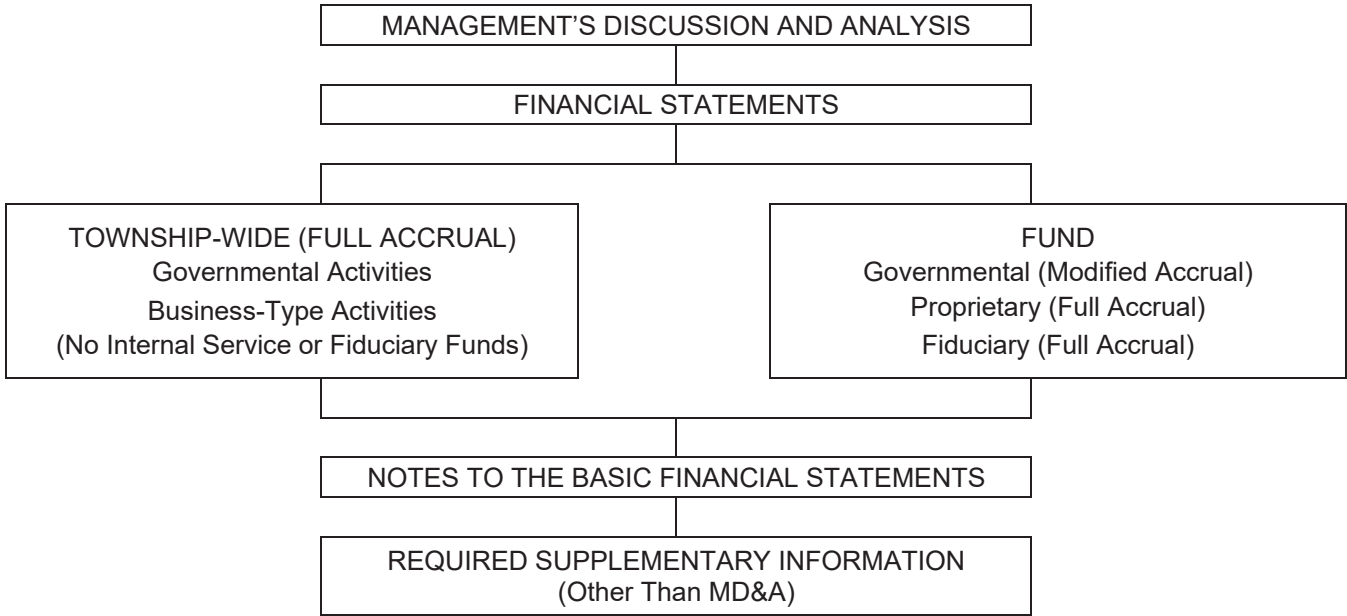 MANAGEMENT’S DISCUSSION AND ANALYSIS
FINANCIAL STATEMENTS
TOWNSHIP-WIDE (FULL ACCRUAL)
Governmental Activities
Business-Type Activities
(No Internal Service or Fiduciary Funds)
FUND
Governmental (Modified Accrual)
Proprietary (Full Accrual)
Fiduciary (Full Accrual)
NOTES TO THE BASIC FINANCIAL STATEMENTS
REQUIRED SUPPLEMENTARY INFORMATION
(Other Than MD&A)